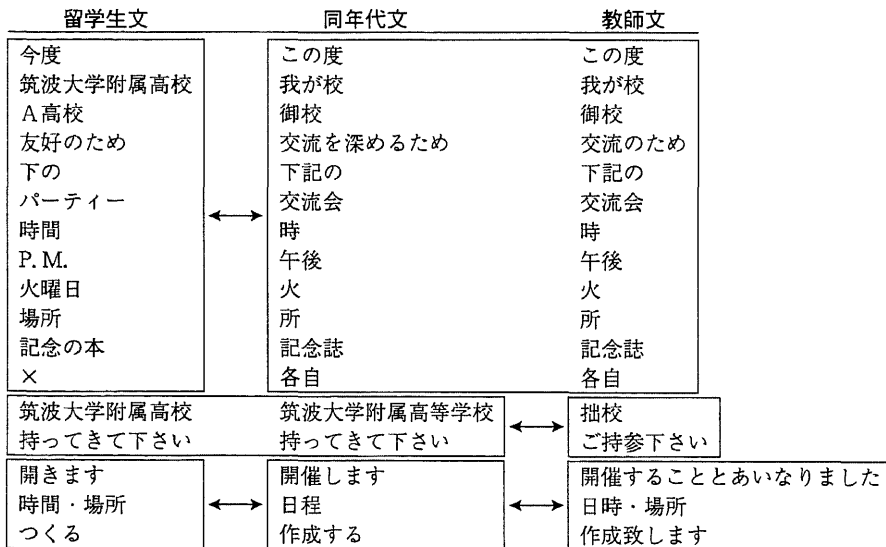 留学生文 同年代文 教師文
今度 この度 この度
筑波大学附属高校 我が校 我が校
A高校 御校 御校
友好のため 交流を深めるため 交流のため
下の 下記の 下記の
パーティー 交流会 交流会
時間 時 時
P.M. 午後 午後
火曜日 火 火
場所 所 所
記念の本 記念誌 記念誌
× 各自 各自
筑波大学附属高校 筑波大学附属高等学校 拙校
持ってきて下さい 持ってきて下さい ご持参下さい
開きます 開催します 開催することとあいなりました
時間・場所 日程 日時・場所
つくる 作成する 作成致します